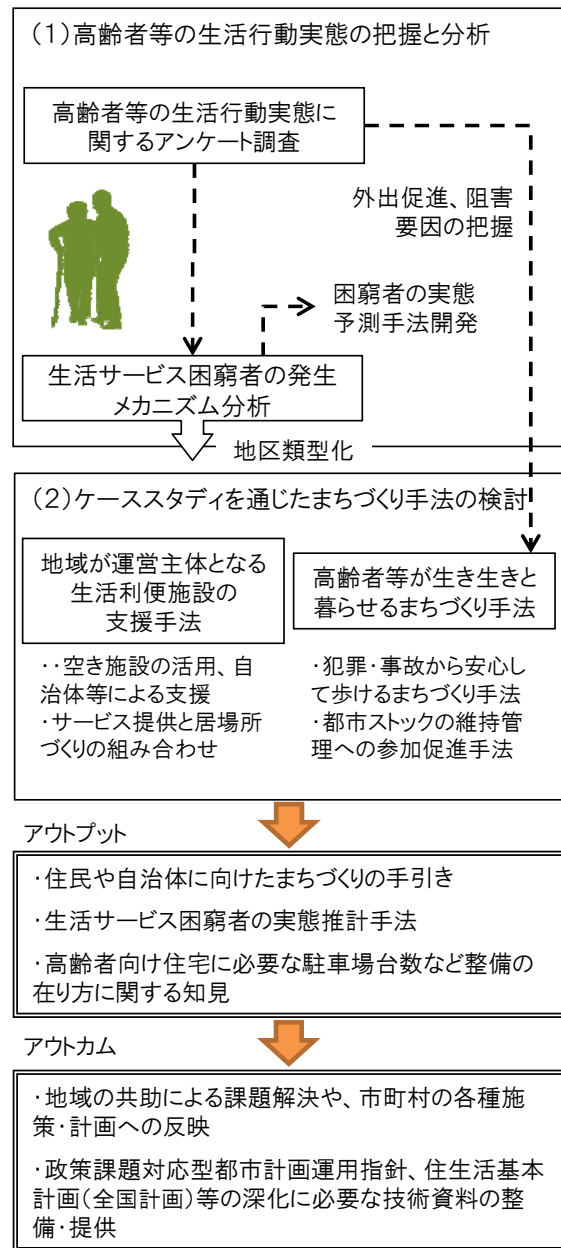 (1)高齢者等の生活行動実態の把握と分析
高齢者等の生活行動実態に
関するアンケート調査
外出促進、阻害
要因の把握
困窮者の実態
予測手法開発
生活サービス困窮者の発生
メカニズム分析
地区類型化
(2)ケーススタディを通じたまちづくり手法の検討
地域が運営主体となる
生活利便施設の
支援手法
・・空き施設の活用、自
治体等による支援
・サービス提供と居場所
づくりの組み合わせ
高齢者等が生き生きと
暮らせるまちづくり手法
・犯罪・事故から安心し
て歩けるまちづくり手法
・都市ストックの維持管
理への参加促進手法
アウトプット
・住民や自治体に向けたまちづくりの手引き
・生活サービス困窮者の実態推計手法
・高齢者向け住宅に必要な駐車場台数など整備の
在り方に関する知見
アウトカム
・地域の共助による課題解決や、市町村の各種施
策・計画への反映
・政策課題対応型都市計画運用指針、住生活基本
計画(全国計画)等の深化に必要な技術資料の整
備・提供